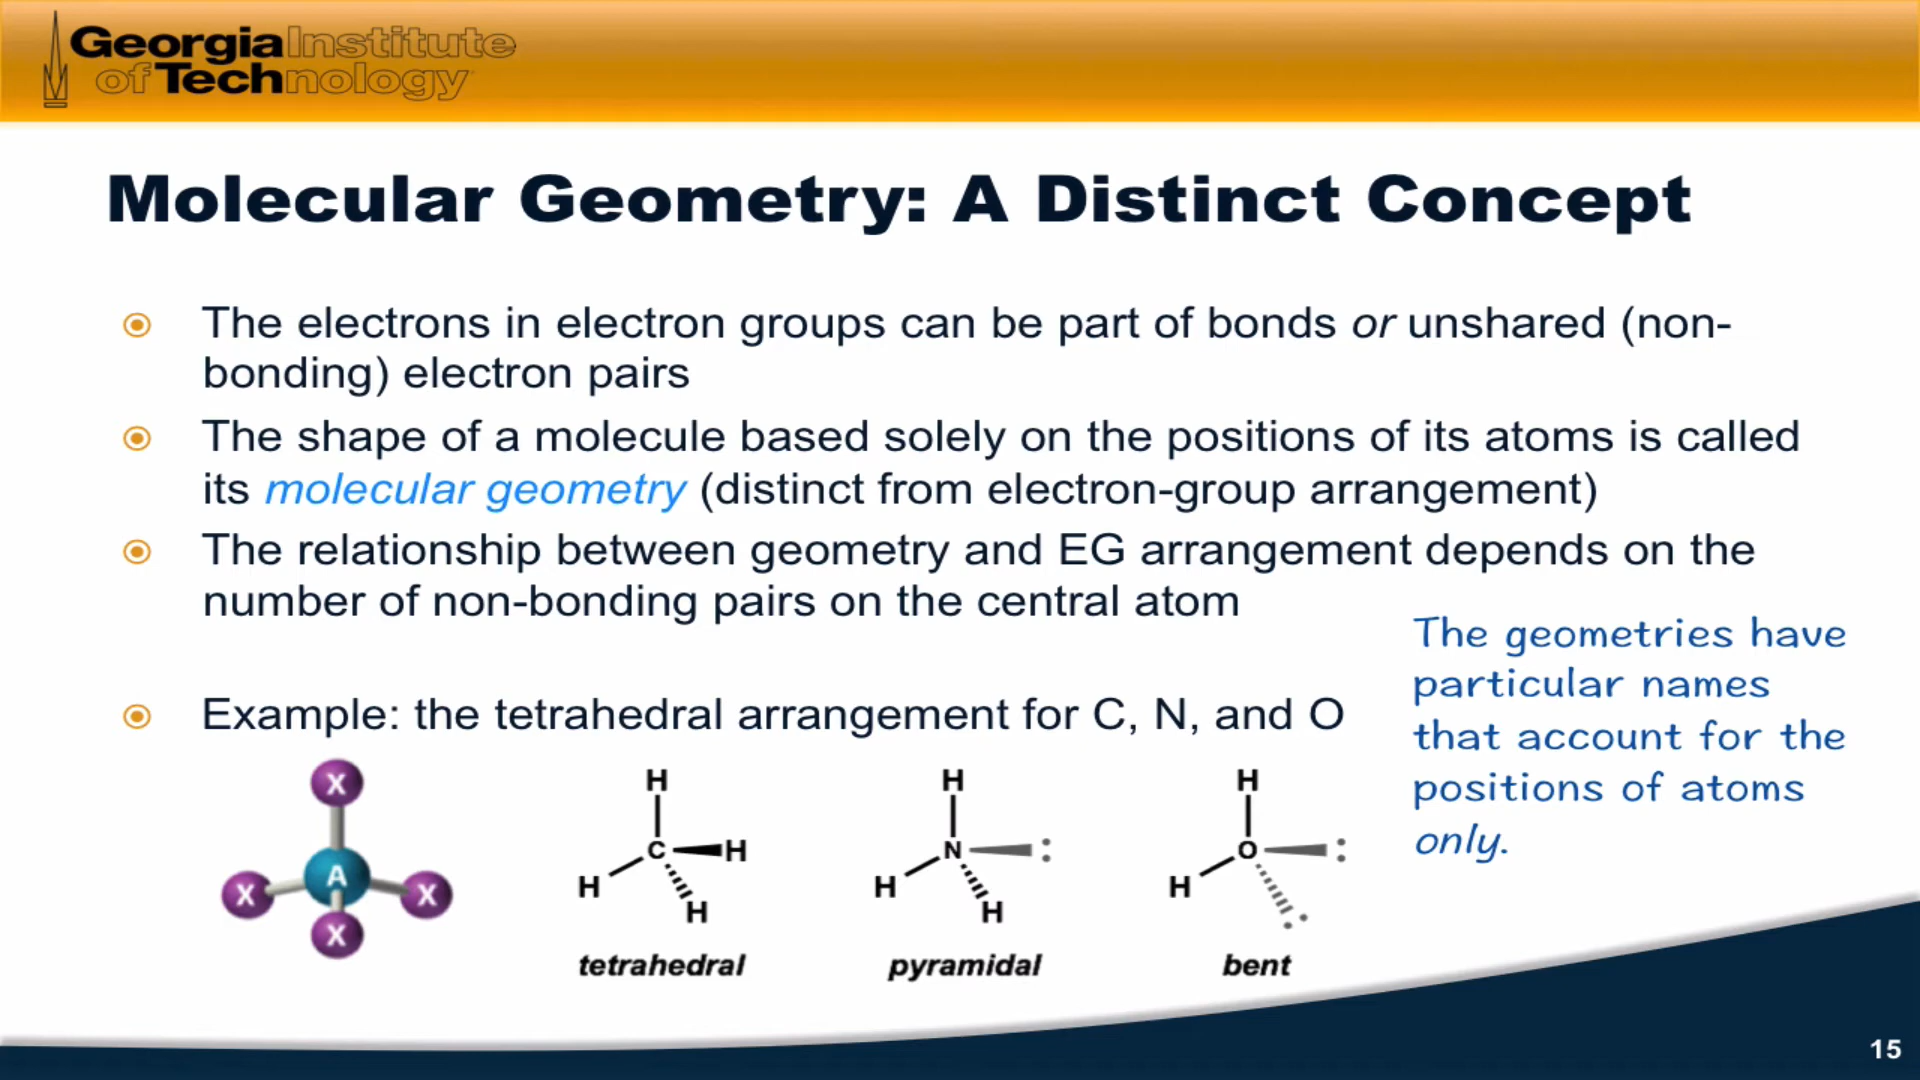 Georgia Institute
of Technology
Molecular Geometry: A Distinct Concept
The electrons in electron groups can be part of bonds or unshared (non-
bonding) electron pairs
The shape of a molecule based solely on the positions of its atoms is called
its molecular geometry (distinct from electron-group arrangement)
The relationship between geometry and EG arrangement depends on the
number of non-bonding pairs on the central atom
Example: the tetrahedral arrangement for C, N, and O
The geometries have
particular names
that account for the
positions of atoms
only.
X
A
X
X
X
H
C
H
H
H
tetrahedral
H
N
:
H
H
pyramidal
H
O
:
H
:
bent
15